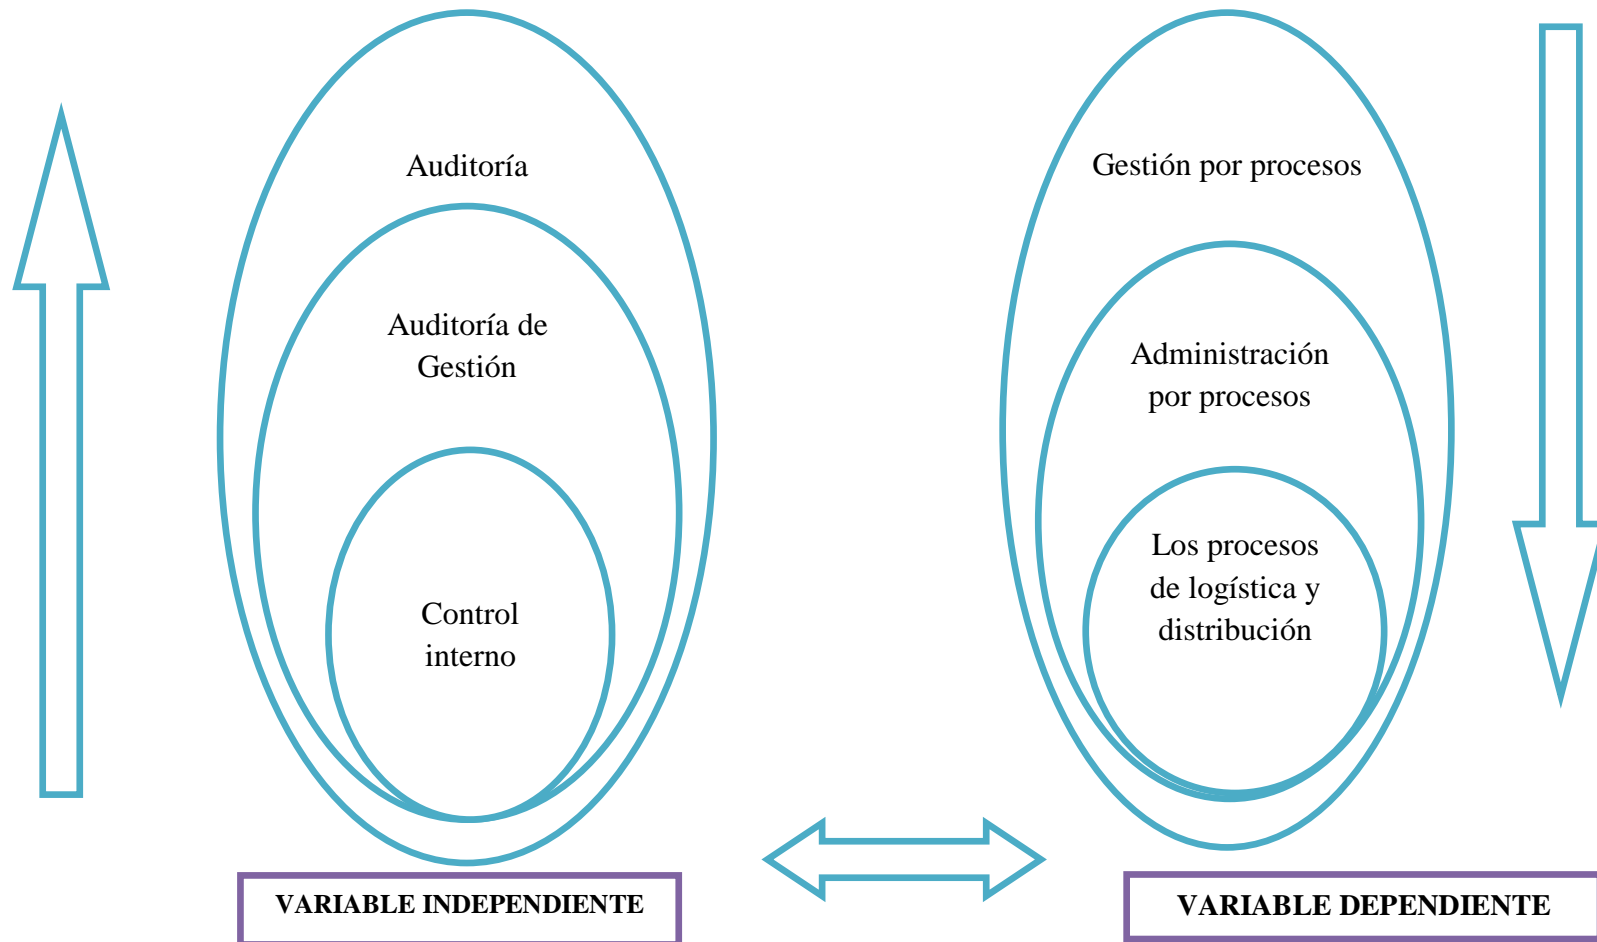 Auditoría
Auditoría de
Gestión
Control
interno
VARIABLE INDEPENDIENTE
Gestión por procesos
Administración
por procesos
Los procesos
de logística y
distribución
VARIABLE DEPENDIENTE